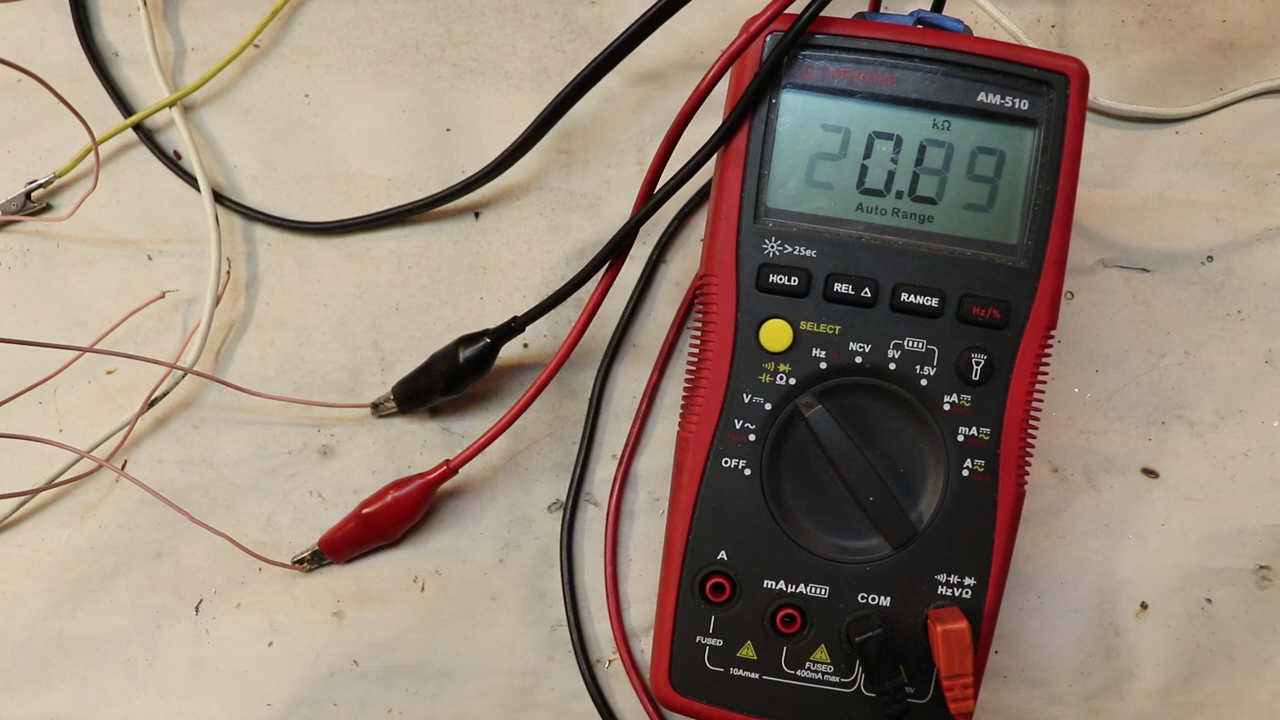 AMPROBE
AM-510
kΩ
20.89
Auto Range
>2Sec
HOLD
REL Δ
RANGE
Hz/%
SELECT
Hz
NCV
9V
1.5V
Ω
V
V
OFF
µA
mA
A
A
mAµA
COM
HzVΩ
FUSED
10Amax
FUSED
400mA max